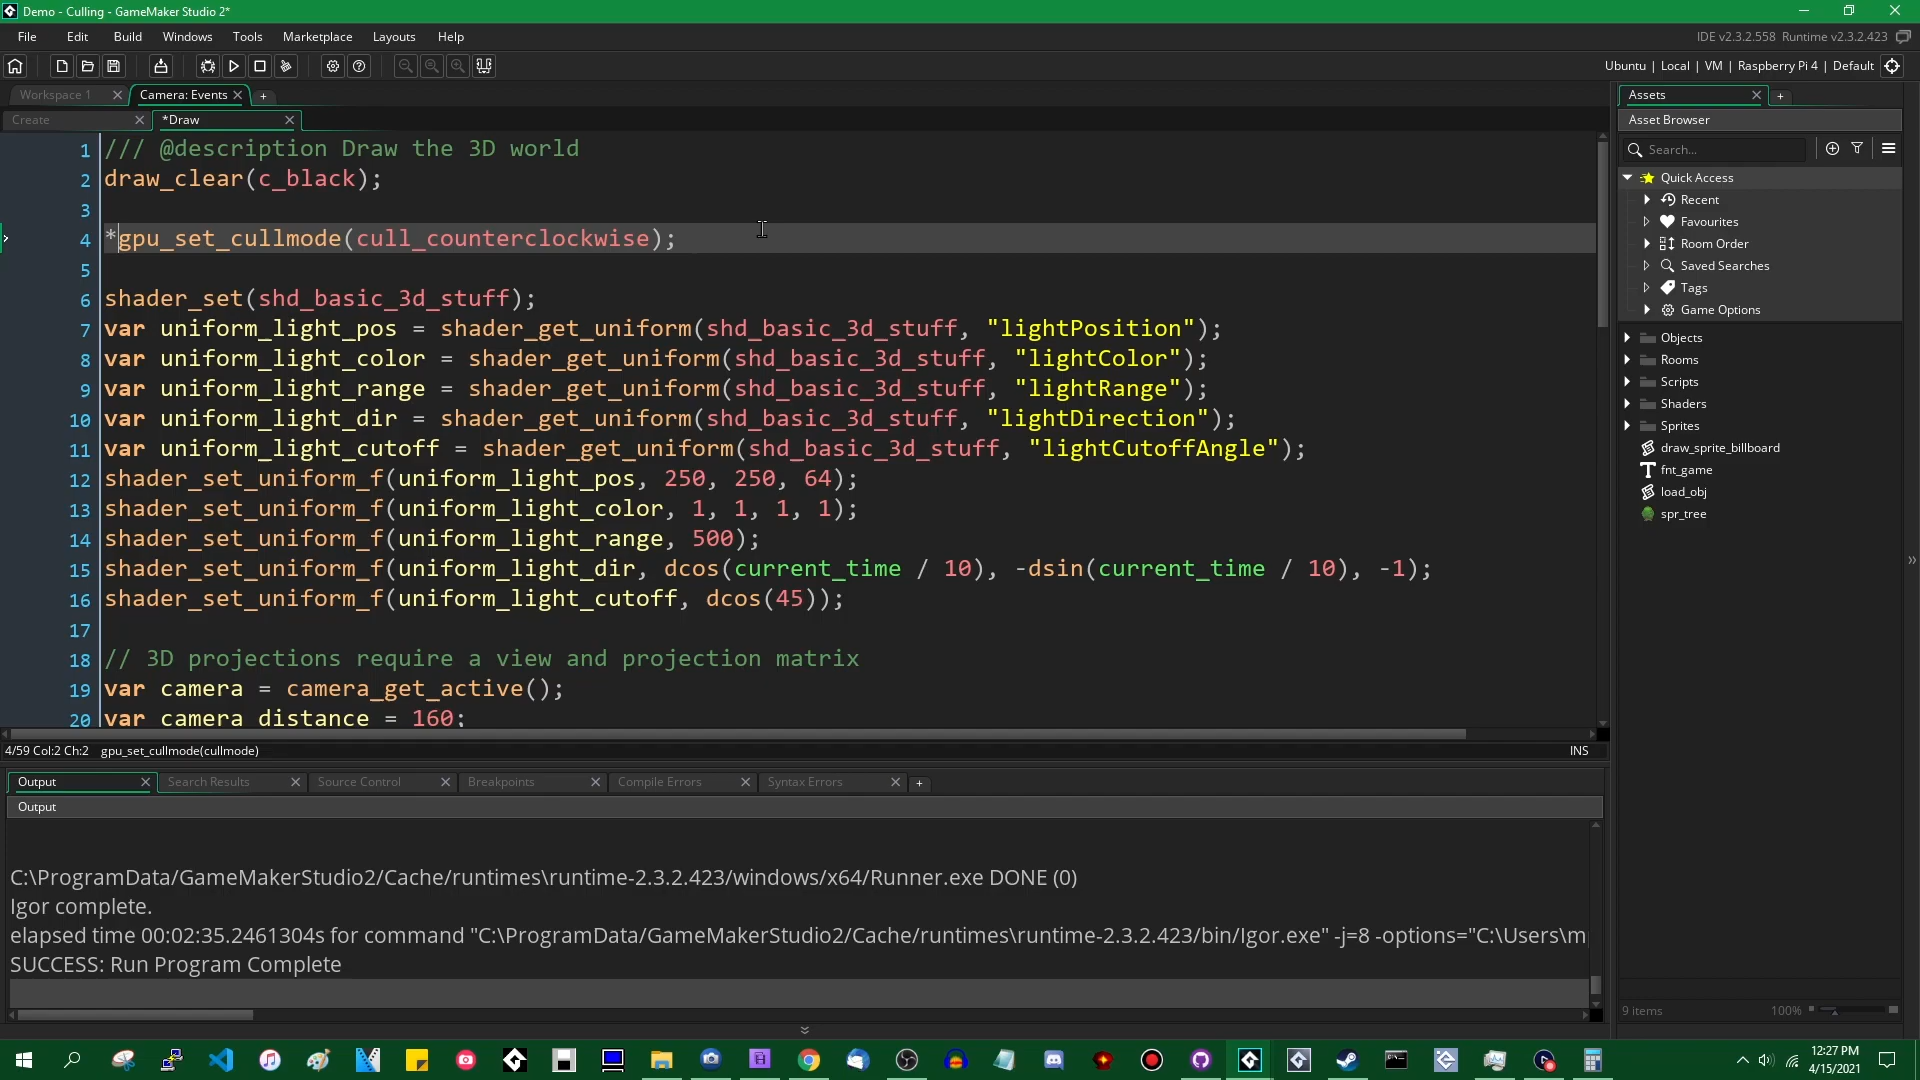 Demo - Culling - GameMaker Studio 2*
File Edit Build Windows Tools Marketplace Layouts Help
IDE v2.3.2.558 Runtime v2.3.2.423
Ubuntu | Local | VM | Raspberry Pi 4 | Default
Workspace 1
Camera: Events
Create
*Draw
1 /// @description Draw the 3D world
2 draw_clear(c_black);
3
4 *gpu_set_cullmode(cull_counterclockwise);
5
6 shader_set(shd_basic_3d_stuff);
7 var uniform_light_pos = shader_get_uniform(shd_basic_3d_stuff, "lightPosition");
8 var uniform_light_color = shader_get_uniform(shd_basic_3d_stuff, "lightColor");
9 var uniform_light_range = shader_get_uniform(shd_basic_3d_stuff, "lightRange");
10 var uniform_light_dir = shader_get_uniform(shd_basic_3d_stuff, "lightDirection");
11 var uniform_light_cutoff = shader_get_uniform(shd_basic_3d_stuff, "lightCutoffAngle");
12 shader_set_uniform_f(uniform_light_pos, 250, 250, 64);
13 shader_set_uniform_f(uniform_light_color, 1, 1, 1, 1);
14 shader_set_uniform_f(uniform_light_range, 500);
15 shader_set_uniform_f(uniform_light_dir, dcos(current_time / 10), -dsin(current_time / 10), -1);
16 shader_set_uniform_f(uniform_light_cutoff, dcos(45));
17
18 // 3D projections require a view and projection matrix
19 var camera = camera_get_active();
20 var camera_distance = 160;
4/59 Col:2 Ch:2 gpu_set_cullmode(cullmode)
INS
Output Search Results Source Control Breakpoints Compile Errors Syntax Errors
Output
C:\ProgramData/GameMakerStudio2/Cache/runtimes\runtime-2.3.2.423/windows/x64/Runner.exe DONE (0)
Igor complete.
elapsed time 00:02:35.2461304s for command "C:\ProgramData/GameMakerStudio2/Cache/runtimes\runtime-2.3.2.423/bin/Igor.exe" -j=8 -options="C:\Users\m
SUCCESS: Run Program Complete
Assets
Asset Browser
Search...
Quick Access
Recent
Favourites
Room Order
Saved Searches
Tags
Game Options
Objects
Rooms
Scripts
Shaders
Sprites
draw_sprite_billboard
fnt_game
load_obj
spr_tree
9 items
100%
12:27 PM
4/15/2021